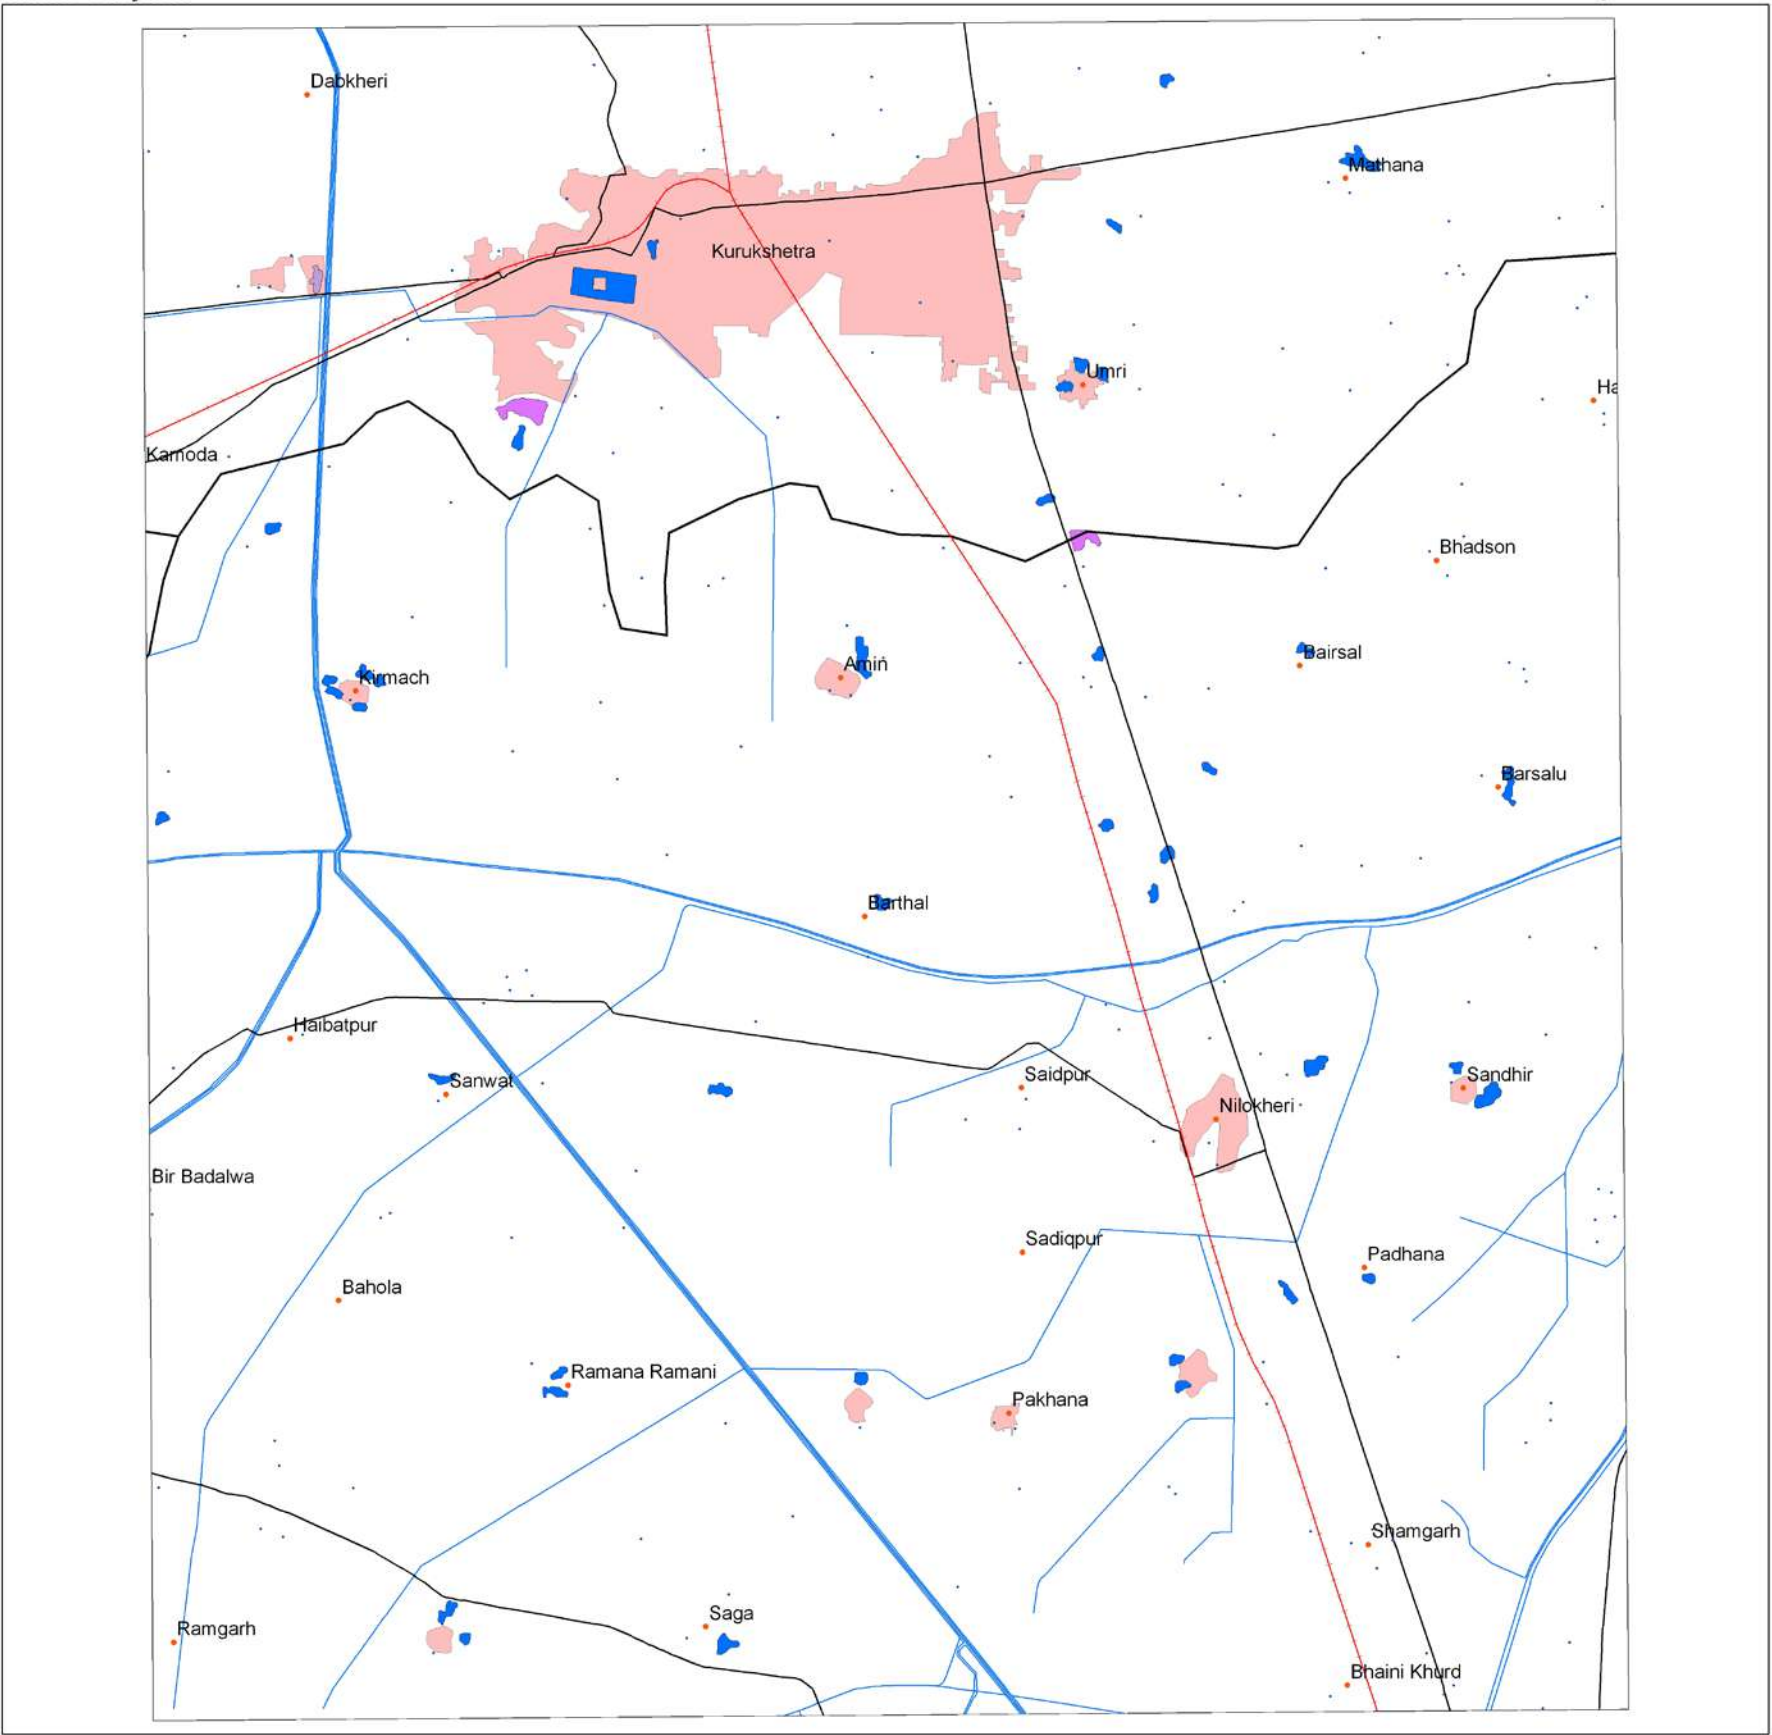 Dabkheri
Mathana
Kurukshetra
Umri
Ha
Kamoda
Bhadson
Bairsal
Amin
Kirmach
Barsalu
Barthal
Haibatpur
Saidpur
Sandhir
Sanwat
Nilokheri
Bir Badalwa
Sadiqpur
Padhana
Bahola
Ramana Ramani
Pakhana
Shamgarh
Saga
Ramgarh
Bhaini Khurd